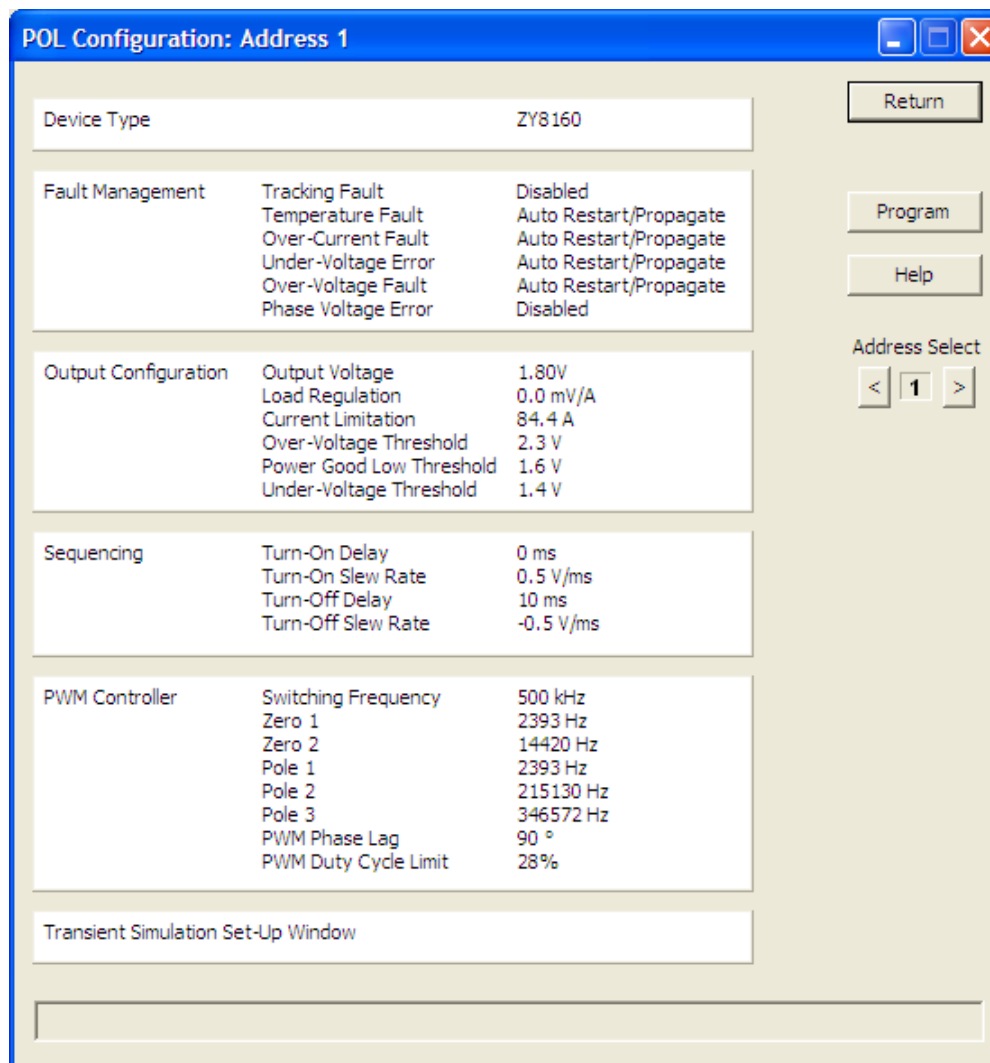 POL Configuration: Address 1
Device Type ZY8160
Return
Fault Management Tracking Fault Disabled
Temperature Fault Auto Restart/Propagate
Over-Current Fault Auto Restart/Propagate
Under-Voltage Error Auto Restart/Propagate
Over-Voltage Fault Auto Restart/Propagate
Phase Voltage Error Disabled
Program
Help
Address Select
< 1 >
Output Configuration Output Voltage 1.80V
Load Regulation 0.0 mV/A
Current Limitation 84.4 A
Over-Voltage Threshold 2.3 V
Power Good Low Threshold 1.6 V
Under-Voltage Threshold 1.4 V
Sequencing Turn-On Delay 0 ms
Turn-On Slew Rate 0.5 V/ms
Turn-Off Delay 10 ms
Turn-Off Slew Rate -0.5 V/ms
PWM Controller Switching Frequency 500 kHz
Zero 1 2393 Hz
Zero 2 14420 Hz
Pole 1 2393 Hz
Pole 2 215130 Hz
Pole 3 346572 Hz
PWM Phase Lag 90 °
PWM Duty Cycle Limit 28%
Transient Simulation Set-Up Window